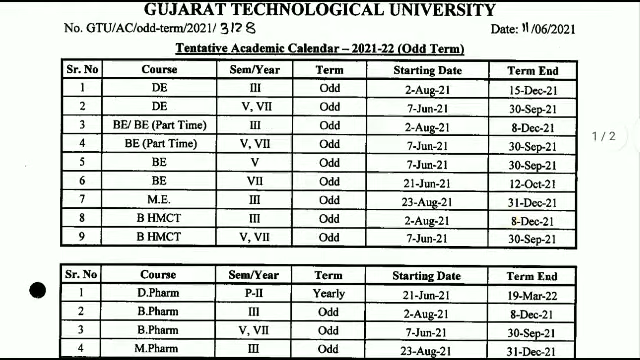 GUJARAT TECHNOLOGICAL UNIVERSITY
No. GTU/AC/odd-term/2021/ 3128 Date: 11/06/2021
Tentative Academic Calendar – 2021-22 (Odd Term)
Sr. No Course Sem/Year Term Starting Date Term End
1 DE III Odd 2-Aug-21 15-Dec-21
2 DE V, VII Odd 7-Jun-21 30-Sep-21
3 BE/ BE (Part Time) III Odd 2-Aug-21 8-Dec-21
4 BE (Part Time) V, VII Odd 7-Jun-21 30-Sep-21
5 BE V Odd 7-Jun-21 30-Sep-21
6 BE VII Odd 21-Jun-21 12-Oct-21
7 M.E. III Odd 23-Aug-21 31-Dec-21
8 B HMCT III Odd 2-Aug-21 8-Dec-21
9 B HMCT V, VII Odd 7-Jun-21 30-Sep-21
1/2
Sr. No Course Sem/Year Term Starting Date Term End
1 D.Pharm P-II Yearly 21-Jun-21 19-Mar-22
2 B.Pharm III Odd 2-Aug-21 8-Dec-21
3 B.Pharm V, VII Odd 7-Jun-21 30-Sep-21
4 M.Pharm III Odd 23-Aug-21 31-Dec-21